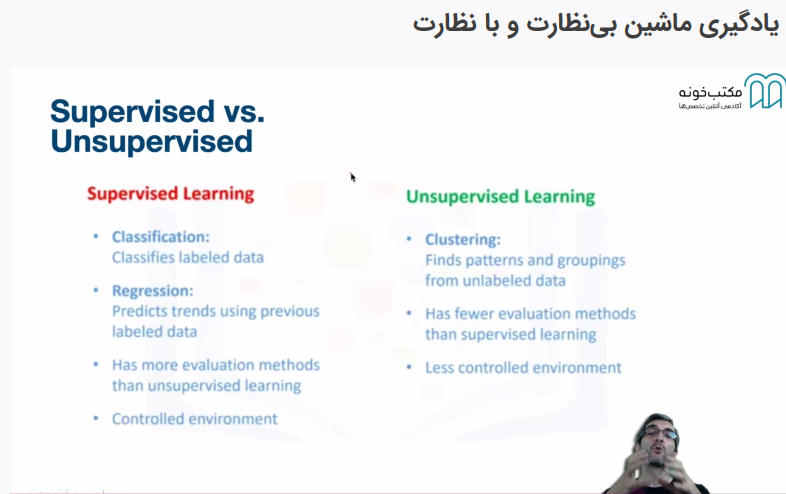 یادگیری ماشین بی‌نظارت و با نظارت
مکتب‌خونه
آکادمی آنلاین تخصص‌ها
Supervised vs.
Unsupervised
Supervised Learning
• Classification:
Classifies labeled data
• Regression:
Predicts trends using previous
labeled data
• Has more evaluation methods
than unsupervised learning
• Controlled environment
Unsupervised Learning
• Clustering:
Finds patterns and groupings
from unlabeled data
• Has fewer evaluation methods
than supervised learning
• Less controlled environment